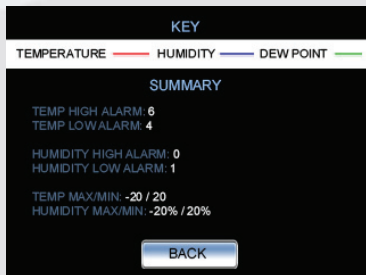 KEY
TEMPERATURE HUMIDITY DEW POINT
SUMMARY
TEMP HIGH ALARM: 6
TEMP LOW ALARM: 4
HUMIDITY HIGH ALARM: 0
HUMIDITY LOW ALARM: 1
TEMP MAX/MIN: -20 / 20
HUMIDITY MAX/MIN: -20% / 20%
BACK